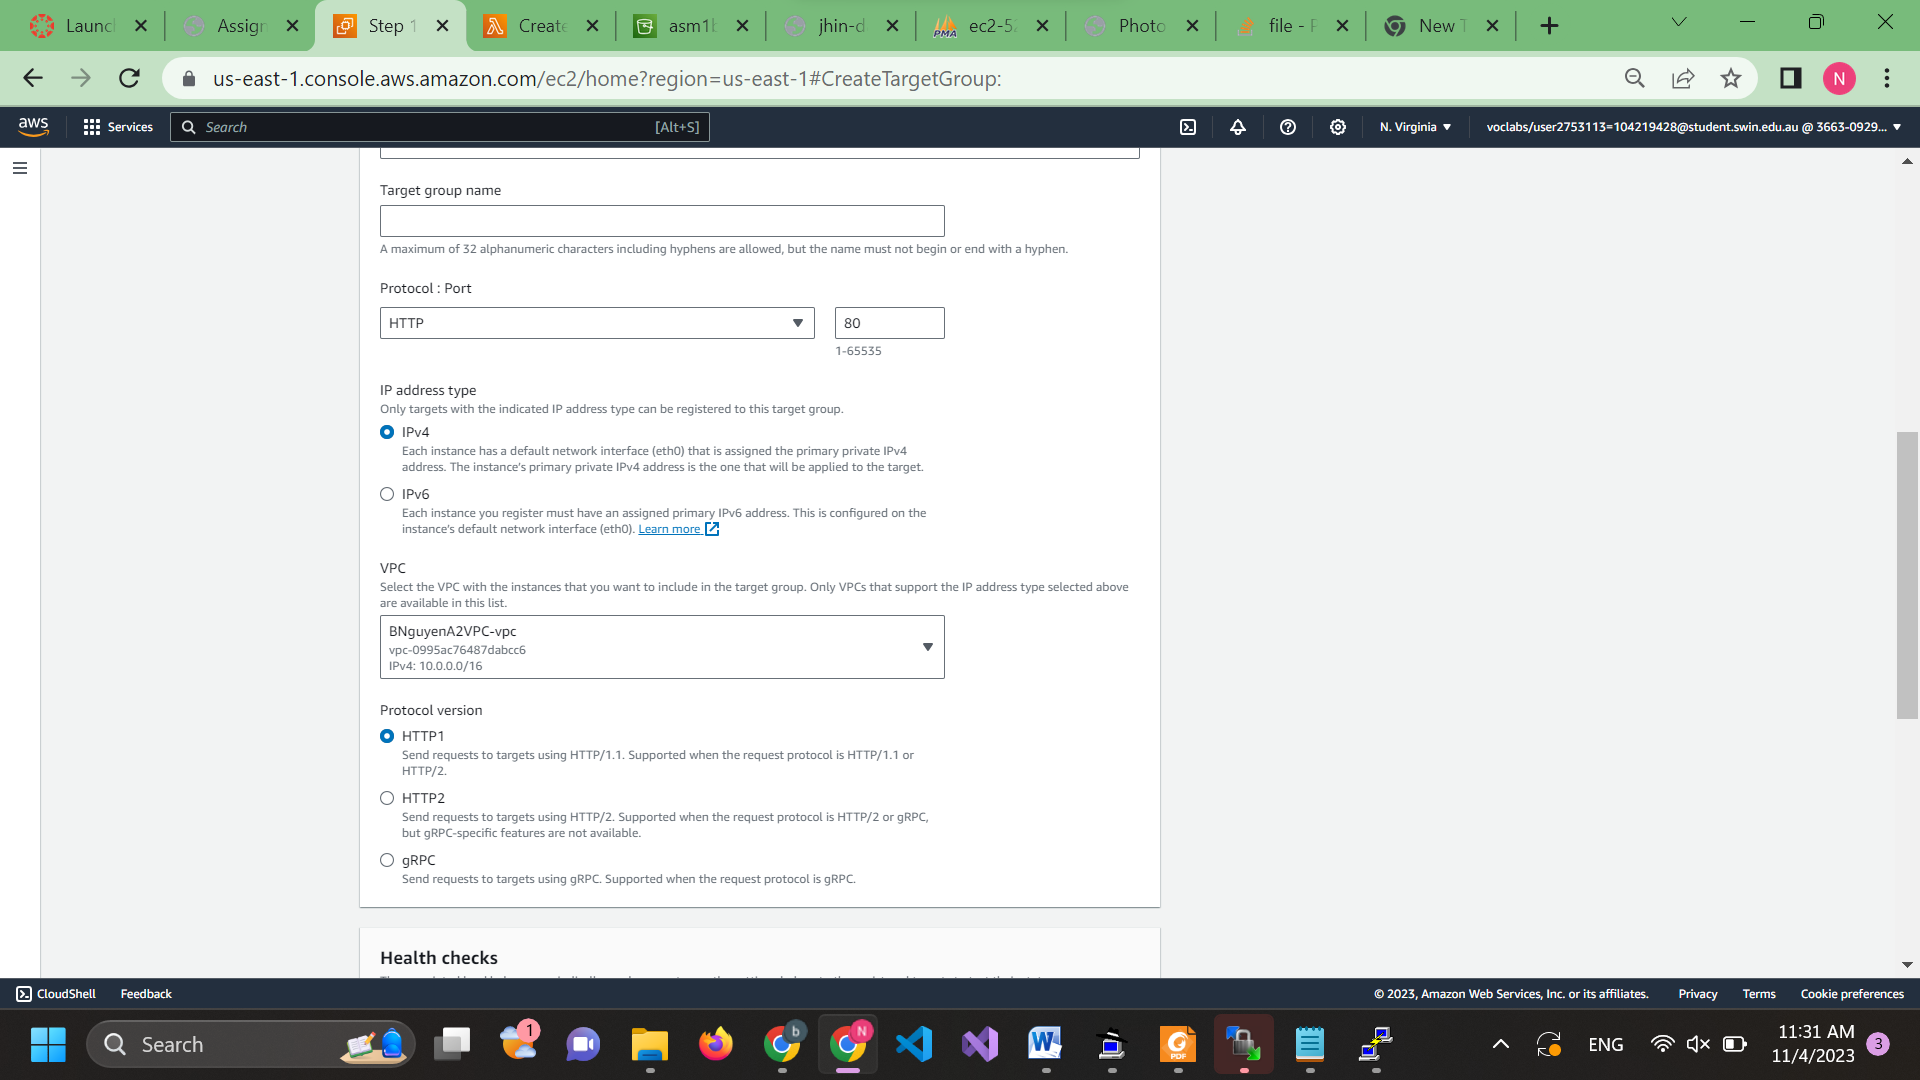 Launc
Assign
Step 1
Create
asm1b
jhin-d
ec2-52
Photo
file - P
New T
us-east-1.console.aws.amazon.com/ec2/home?region=us-east-1#CreateTargetGroup:
N
aws
Services
Search
[Alt+S]
N. Virginia
voclabs/user2753113=104219428@student.swin.edu.au @ 3663-0929...
Target group name
A maximum of 32 alphanumeric characters including hyphens are allowed, but the name must not begin or end with a hyphen.
Protocol : Port
HTTP
80
1-65535
IP address type
Only targets with the indicated IP address type can be registered to this target group.
IPv4
Each instance has a default network interface (eth0) that is assigned the primary private IPv4
address. The instance's primary private IPv4 address is the one that will be applied to the target.
IPv6
Each instance you register must have an assigned primary IPv6 address. This is configured on the
instance's default network interface (eth0). Learn more
VPC
Select the VPC with the instances that you want to include in the target group. Only VPCs that support the IP address type selected above
are available in this list.
BNguyenA2VPC-vpc
vpc-0995ac76487dabcc6
IPv4: 10.0.0.0/16
Protocol version
HTTP1
Send requests to targets using HTTP/1.1. Supported when the request protocol is HTTP/1.1 or
HTTP/2.
HTTP2
Send requests to targets using HTTP/2. Supported when the request protocol is HTTP/2 or gRPC,
but gRPC-specific features are not available.
gRPC
Send requests to targets using gRPC. Supported when the request protocol is gRPC.
Health checks
CloudShell
Feedback
© 2023, Amazon Web Services, Inc. or its affiliates.
Privacy
Terms
Cookie preferences
Search
1
b
N
PDF
ENG
11:31 AM
11/4/2023
3